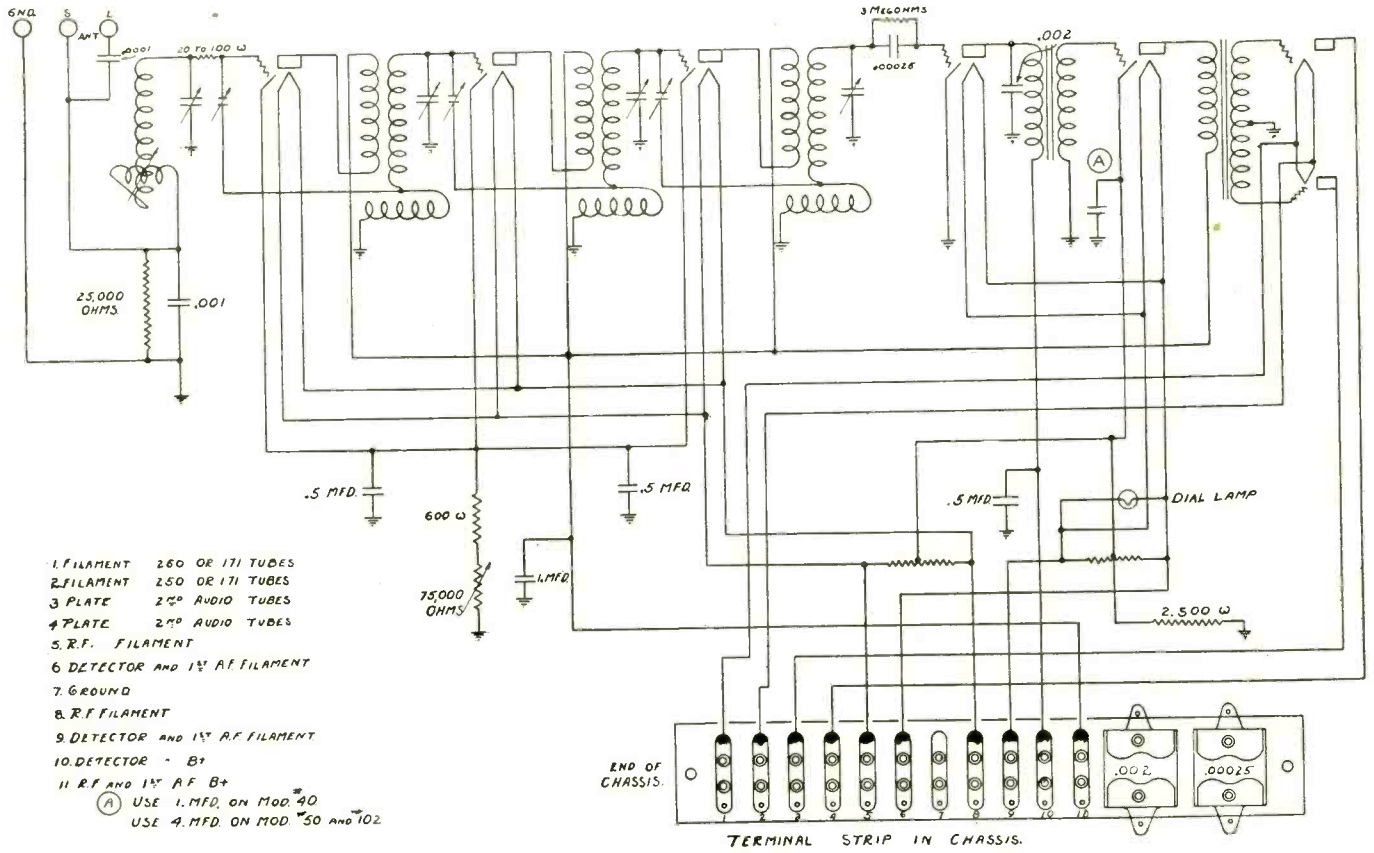 GND.
S
L
ANT
.0001
20 TO 100 ω
3 MEGOHMS
.00025
.002
A
25,000
OHMS.
.001
.5 MFD.
.5 MFD
.5 MFD.
DIAL LAMP
600 ω
1. MFD.
75,000
OHMS
2.500 ω
1. FILAMENT 260 OR 171 TUBES
2. FILAMENT 250 OR 171 TUBES
3 PLATE 2ND AUDIO TUBES
4 PLATE 2ND AUDIO TUBES
5. R.F. FILAMENT
6 DETECTOR AND 1ST A.F. FILAMENT
7. GROUND
8. R.F FILAMENT
9. DETECTOR AND 1ST A.F. FILAMENT
10. DETECTOR - B+
11 R.F AND 1ST A.F B+
A USE 1. MFD. ON MOD. #40
USE 4. MFD. ON MOD. #50 AND #102
END OF
CHASSIS.
.002
.00025
1 2 3 4 5 6 7 8 9 10
TERMINAL STRIP IN CHASSIS.